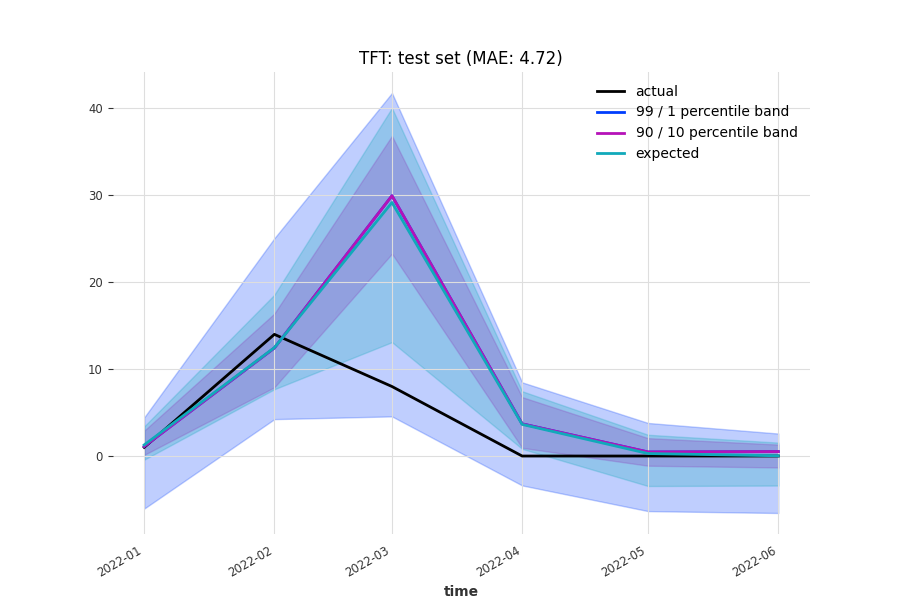 TFT: test set (MAE: 4.72)
actual
99 / 1 percentile band
90 / 10 percentile band
expected
40
30
20
10
0
2022-01
2022-02
2022-03
2022-04
2022-05
2022-06
time